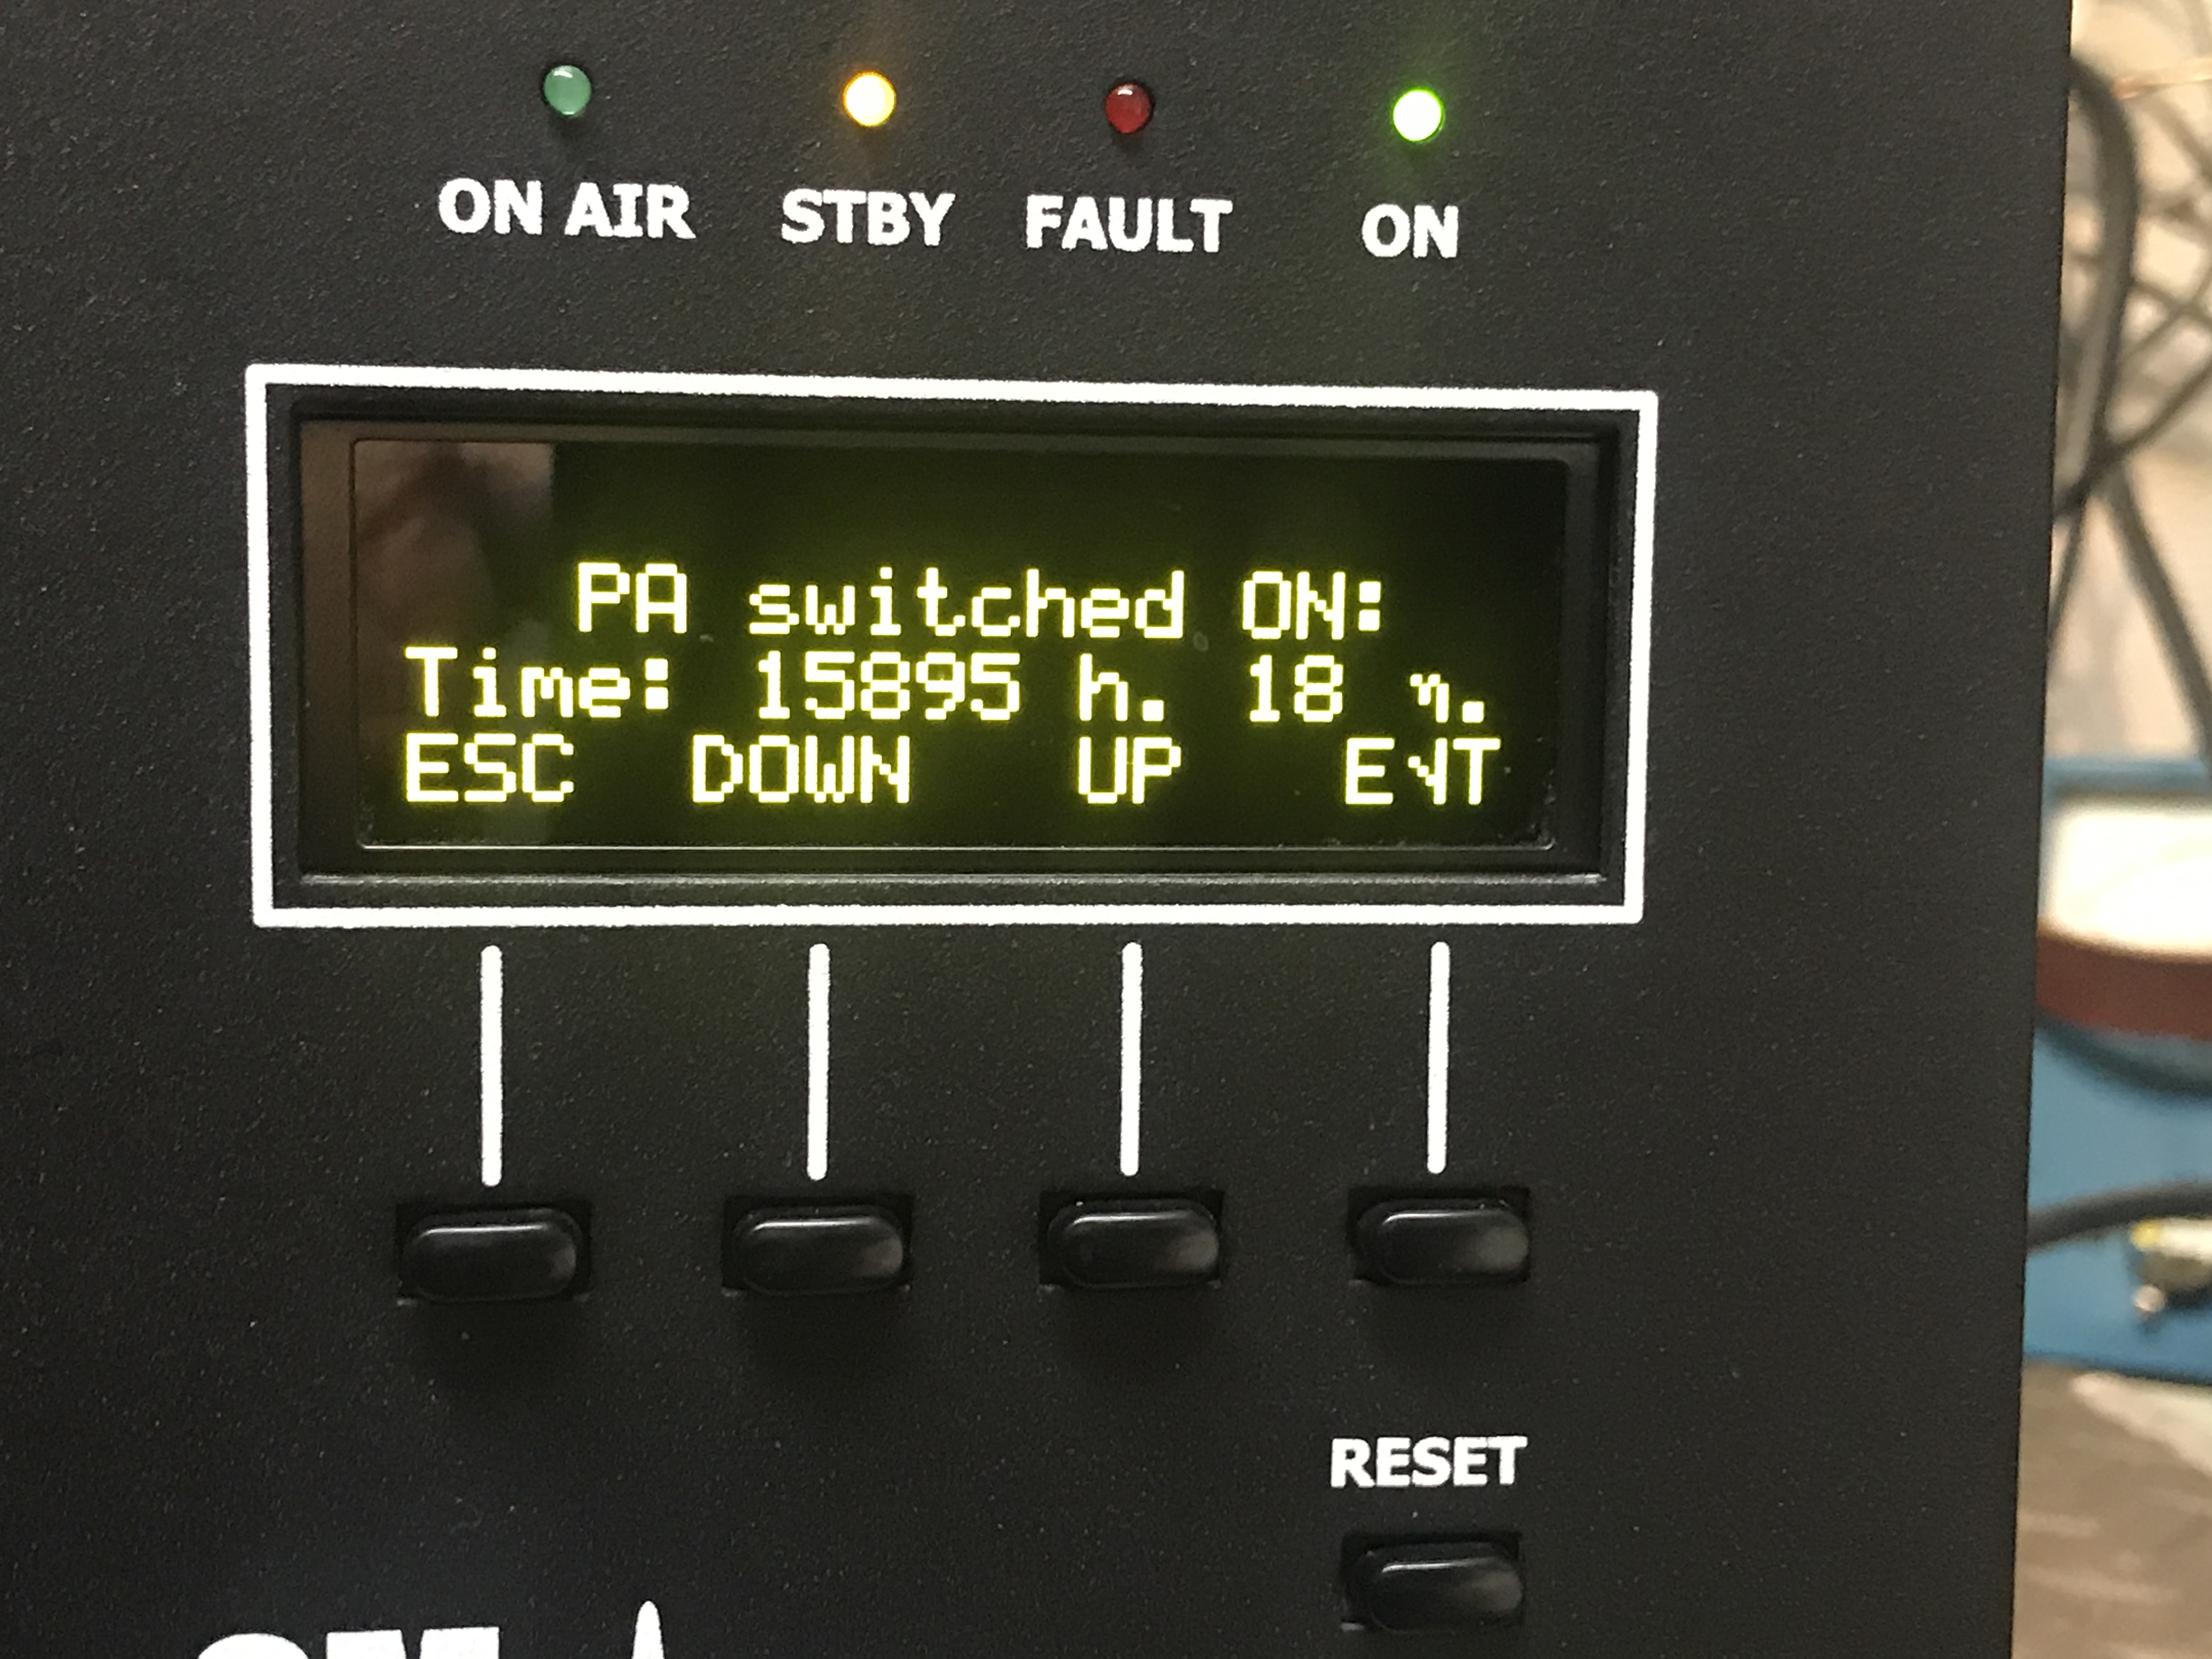 ON AIR STBY FAULT ON
PA switched ON:
Time: 15895 h. 18 η.
ESC DOWN UP E√T
RESET